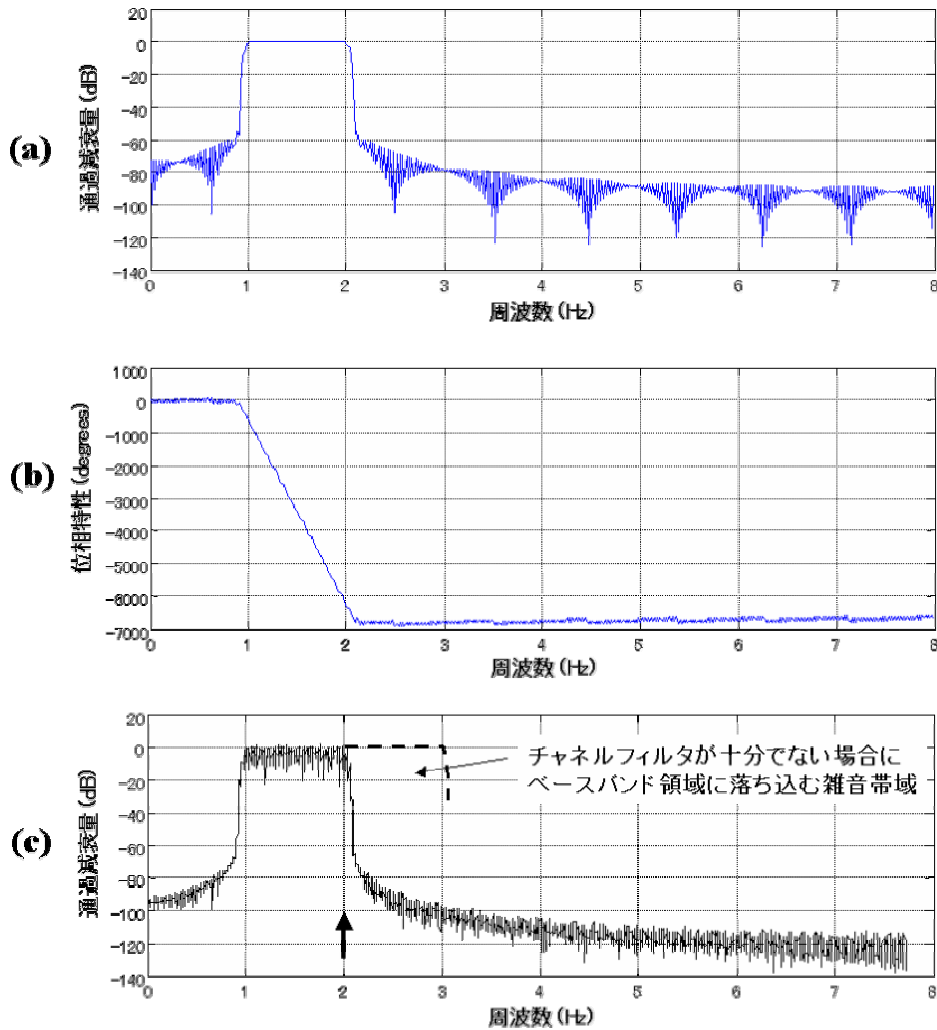 (a)
通過減衰量 (dB)
20
0
-20
-40
-60
-80
-100
-120
-140
0 1 2 3 4 5 6 7 8
周波数 (Hz)
(b)
位相特性 (degrees)
1000
0
-1000
-2000
-3000
-4000
-5000
-6000
-7000
0 1 2 3 4 5 6 7 8
周波数 (Hz)
(c)
通過減衰量 (dB)
20
0
-20
-40
-60
-80
-100
-120
-140
0 1 2 3 4 5 6 7 8
周波数 (Hz)
チャネルフィルタが十分でない場合に
ベースバンド領域に落ち込む雑音帯域